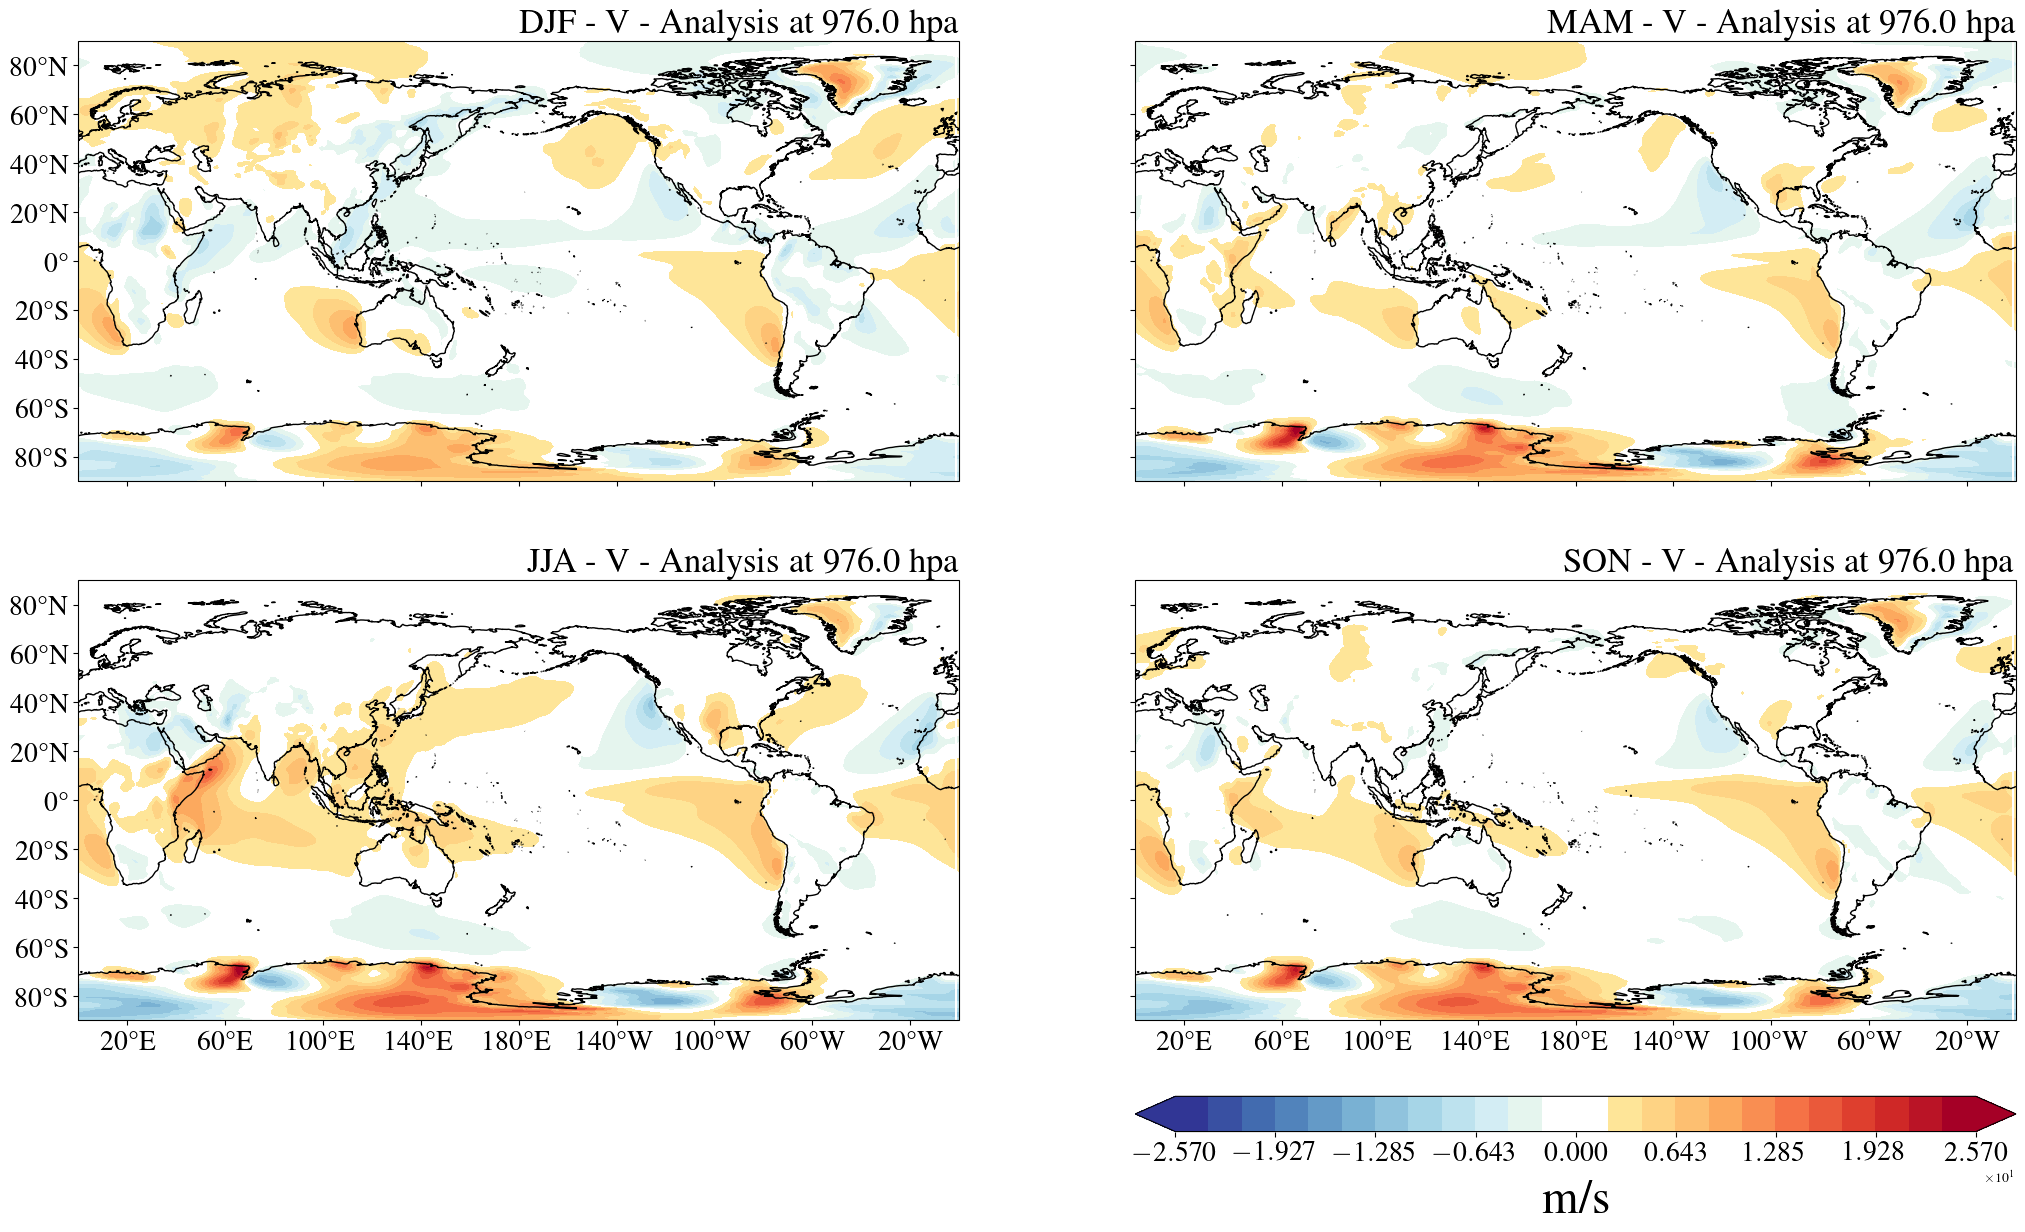 DJF - V - Analysis at 976.0 hpa
MAM - V - Analysis at 976.0 hpa
80°N
60°N
40°N
20°N
0°
20°S
40°S
60°S
80°S
JJA - V - Analysis at 976.0 hpa
SON - V - Analysis at 976.0 hpa
80°N
60°N
40°N
20°N
0°
20°S
40°S
60°S
80°S
20°E 60°E 100°E 140°E 180°E 140°W 100°W 60°W 20°W
20°E 60°E 100°E 140°E 180°E 140°W 100°W 60°W 20°W
−2.570 −1.927 −1.285 −0.643 0.000 0.643 1.285 1.928 2.570
×10¹
m/s